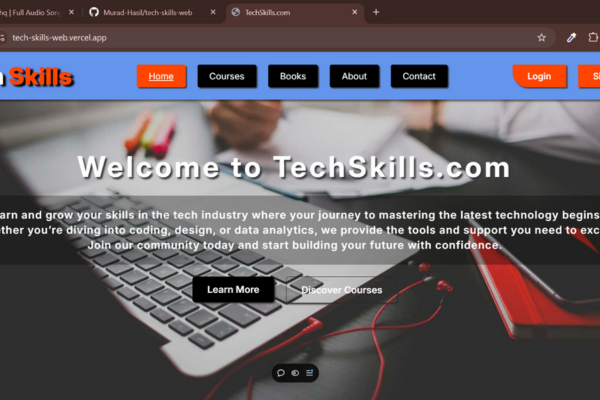 hq | Full Audio Son
Murad-Hasil/tech-skills-web
TechSkills.com
tech-skills-web.vercel.app
Skills
Home
Courses
Books
About
Contact
Login
Welcome to TechSkills.com
arn and grow your skills in the tech industry where your journey to mastering the latest technology begins
ther you're diving into coding, design, or data analytics, we provide the tools and support you need to exc
Join our community today and start building your future with confidence.
Learn More
Discover Courses